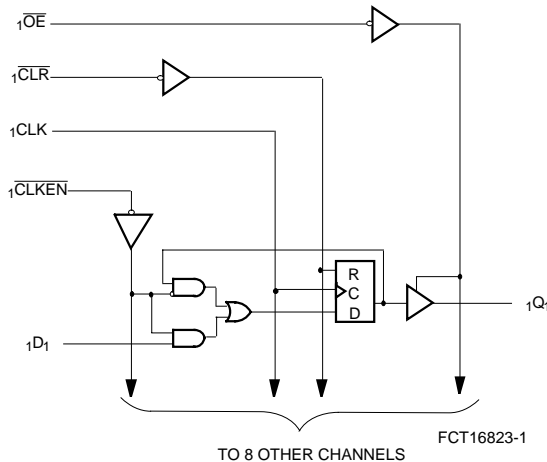 1OE
1CLR
1CLK
1CLKEN
R
C
D
1Q1
1D1
FCT16823-1
TO 8 OTHER CHANNELS